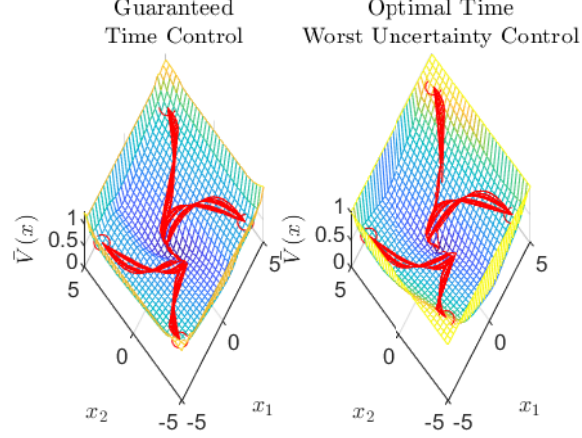 Guaranteed
Time Control
Optimal Time
Worst Uncertainty Control
V̄(x)
1
0.5
0
5
0
-5
x₂
-5
0
5
x₁
V̄(x)
1
0.5
0
5
0
-5
x₂
-5
0
5
x₁